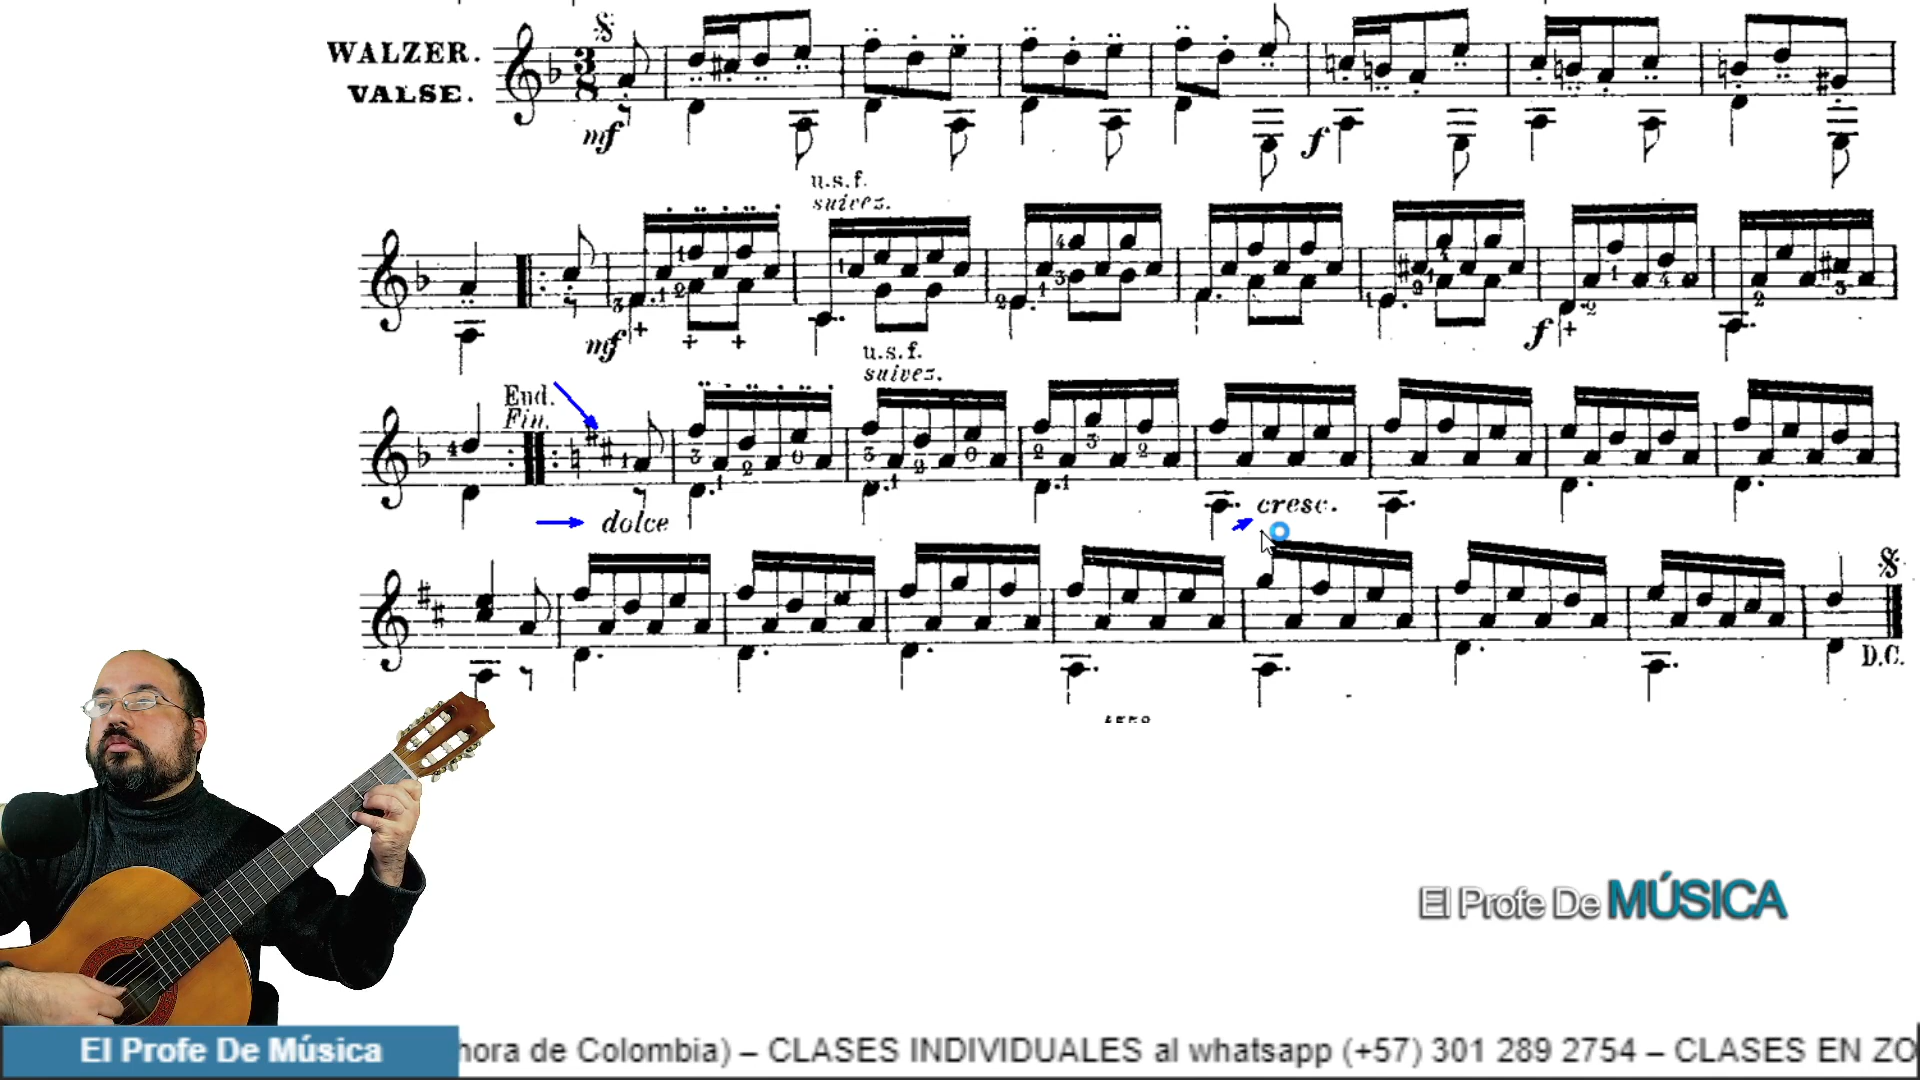 WALZER.
VALSE.
mf
f
u.s.f.
suivez.
mf
f
u.s.f.
suivez.
End.
Fin.
dolce
cresc.
D.C.
El Profe De MÚSICA
El Profe De Música
hora de Colombia) – CLASES INDIVIDUALES al whatsapp (+57) 301 289 2754 – CLASES EN ZO